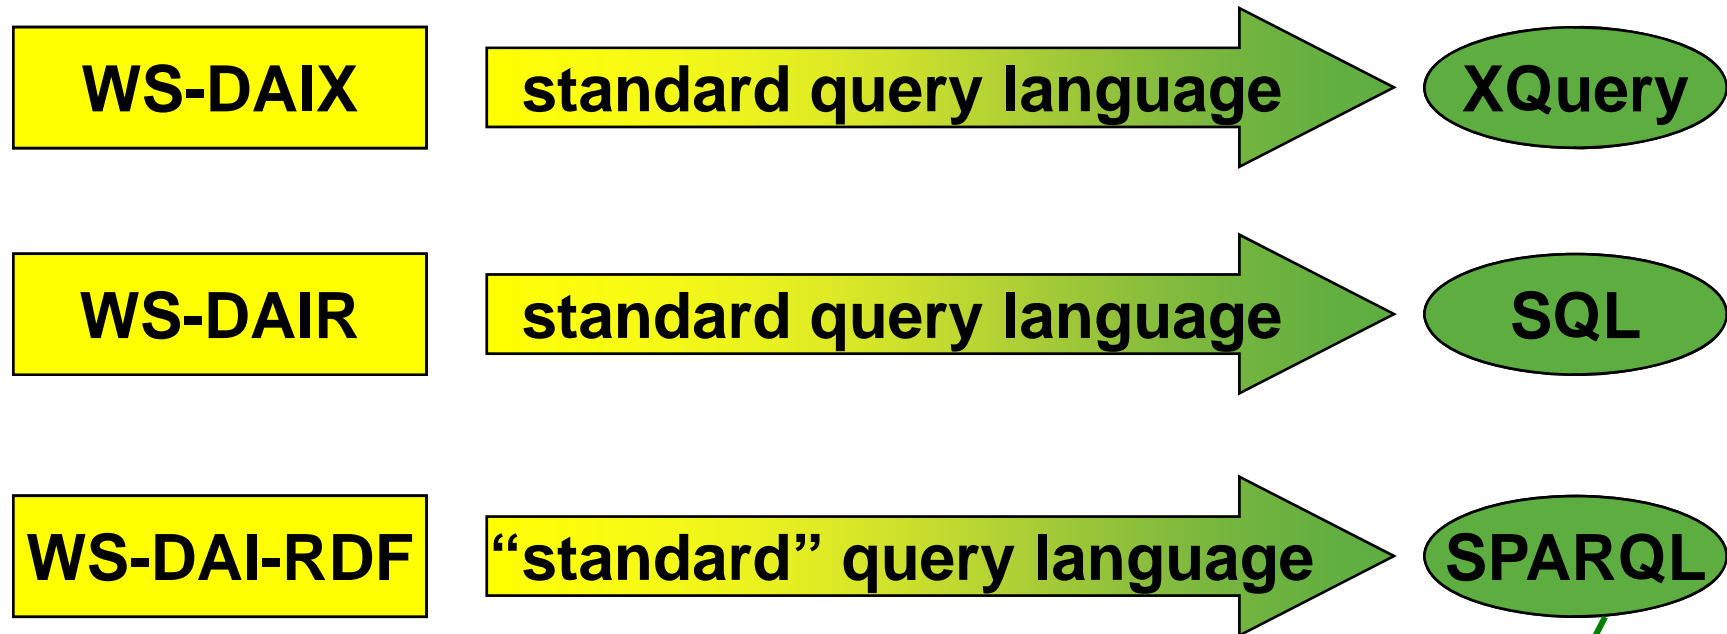 WS-DAIX standard query language XQuery
WS-DAIR standard query language SQL
WS-DAI-RDF “standard” query language SPARQL